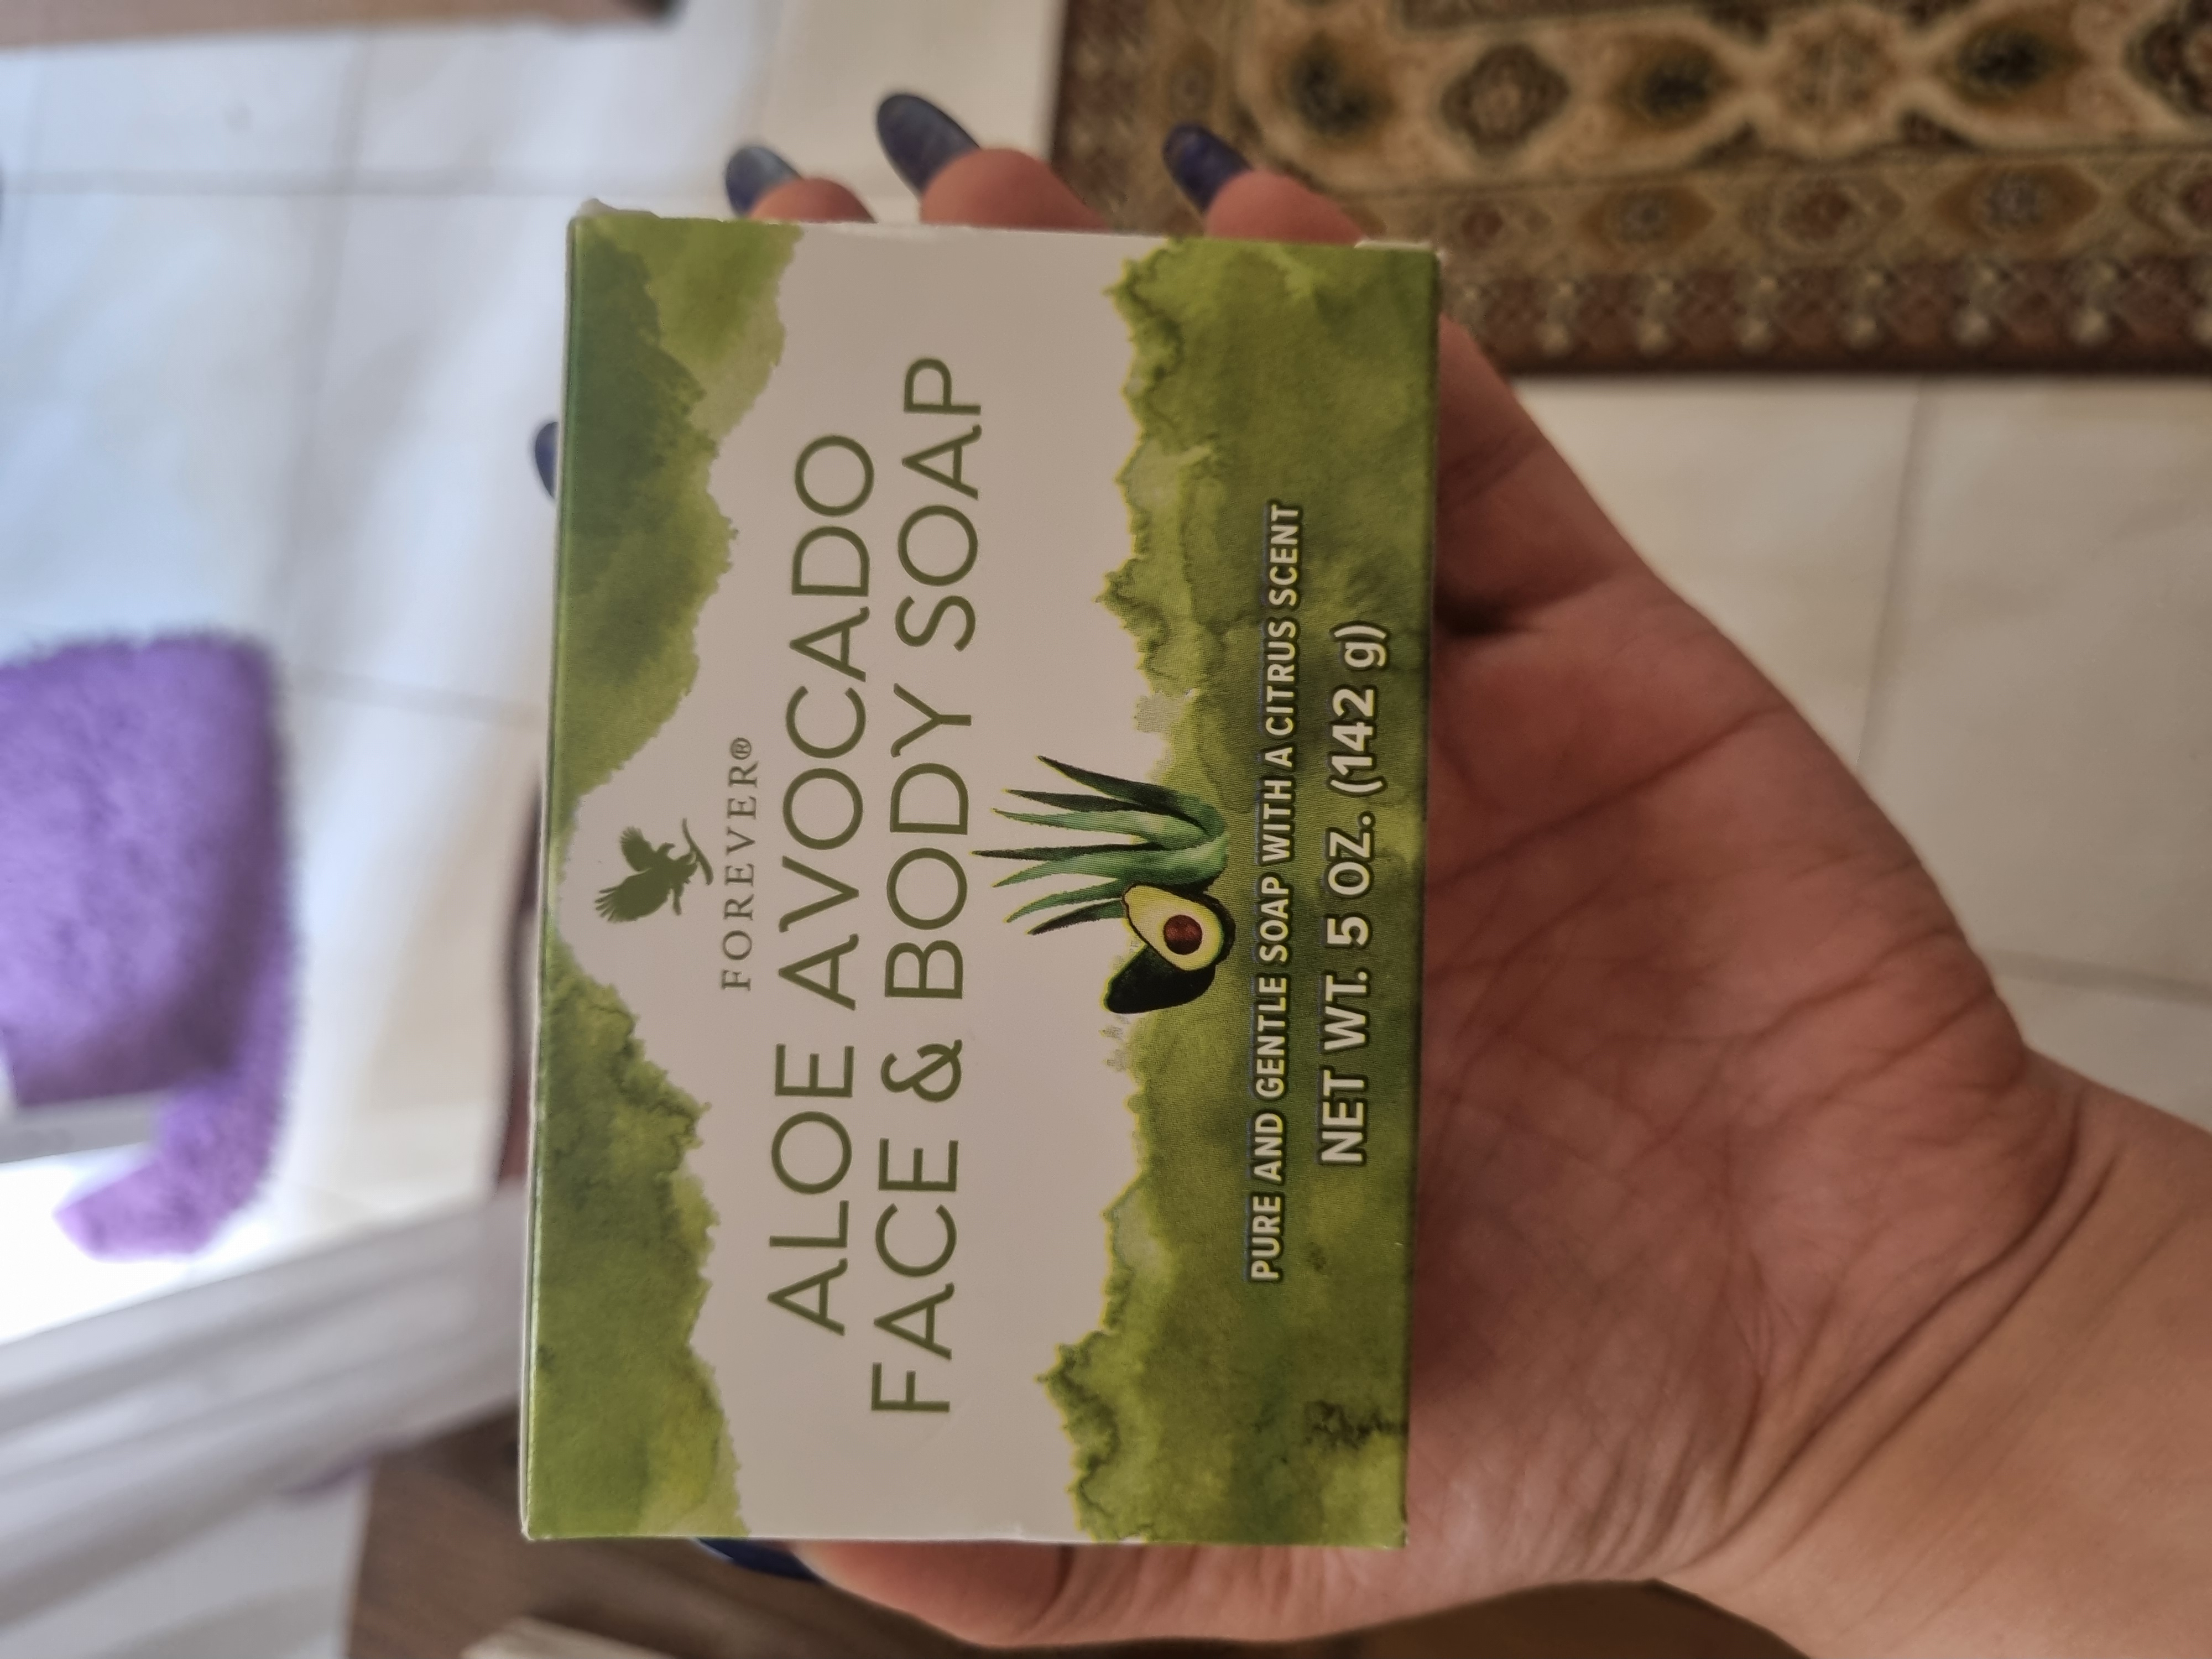 FOREVER®
ALOE AVOCADO
FACE & BODY SOAP
PURE AND GENTLE SOAP WITH A CITRUS SCENT
NET WT. 5 OZ. (142 g)